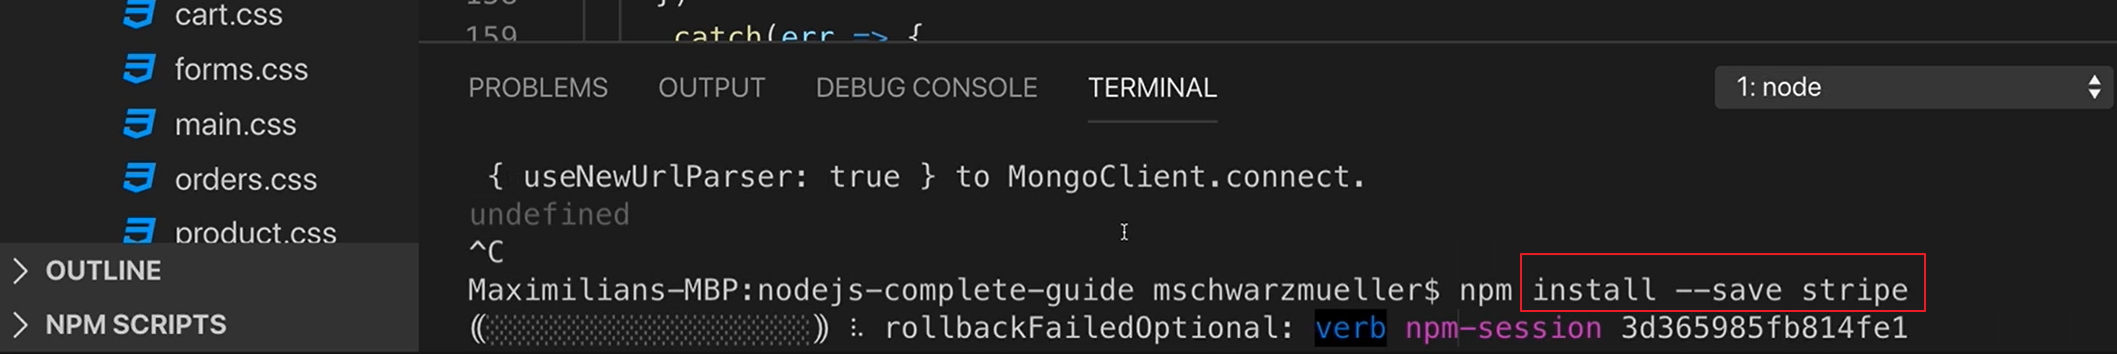 cart.css
forms.css
main.css
orders.css
product.css
OUTLINE
NPM SCRIPTS
159 catch(err => {
PROBLEMS OUTPUT DEBUG CONSOLE TERMINAL 1: node
{ useNewUrlParser: true } to MongoClient.connect.
undefined
^C
Maximilians-MBP:nodejs-complete-guide mschwarzmueller$ npm install --save stripe
((░░░░░░░░░░░░░░░░░░)) ⠧ rollbackFailedOptional: verb npm-session 3d365985fb814fe1